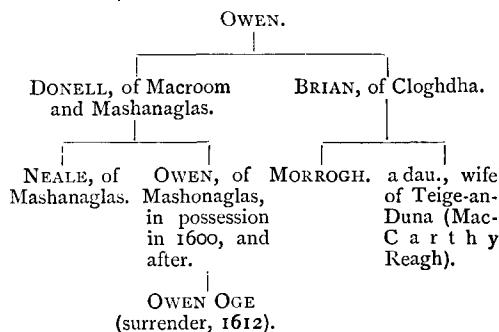 OWEN.
DONELL, of Macroom and Mashanaglas.
BRIAN, of Cloghdha.
NEALE, of Mashanaglas.
OWEN, of Mashonaglas, in possession in 1600, and after.
MORROGH.
a dau., wife of Teige-an-Duna (Mac-Carthy Reagh).
OWEN OGE
(surrender, 1612).